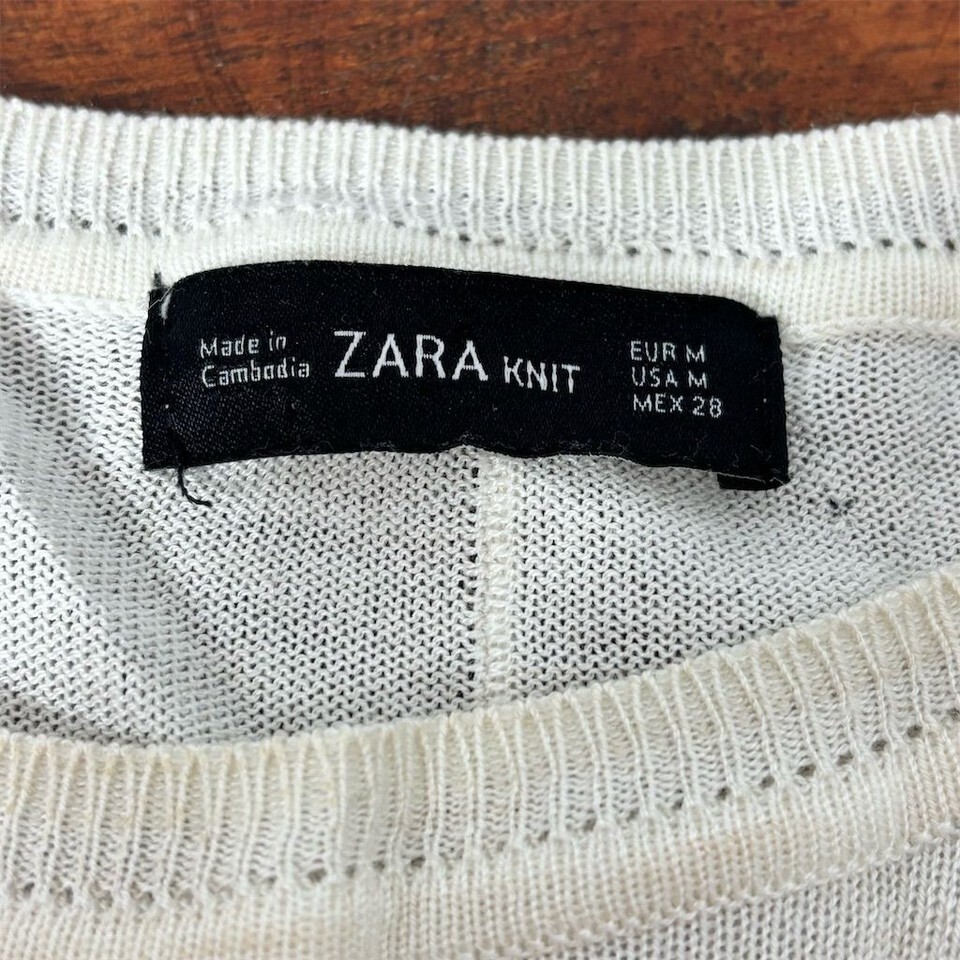 Made in
Cambodia
ZARA KNIT
EUR M
USA M
MEX 28